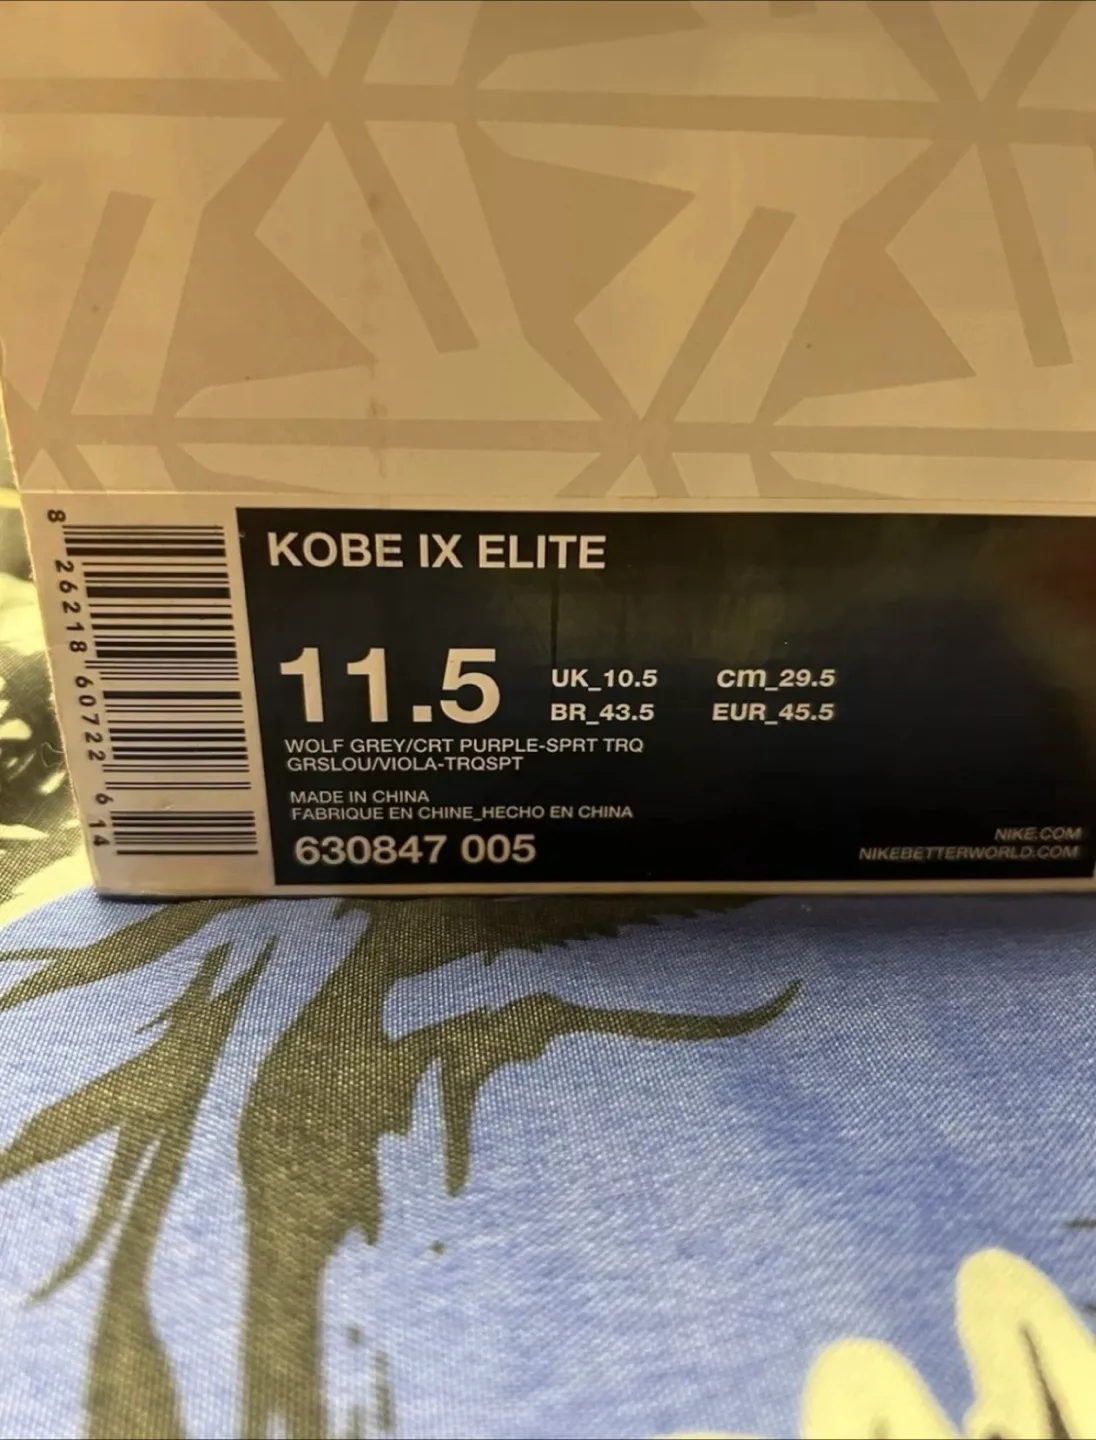 8 26218 60722 6 14
KOBE IX ELITE
11.5
UK_10.5 cm_29.5
BR_43.5 EUR_45.5
WOLF GREY/CRT PURPLE-SPRT TRQ
GRSLOU/VIOLA-TRQSPT
MADE IN CHINA
FABRIQUE EN CHINE_HECHO EN CHINA
630847 005
NIKE.COM
NIKEBETTERWORLD.COM